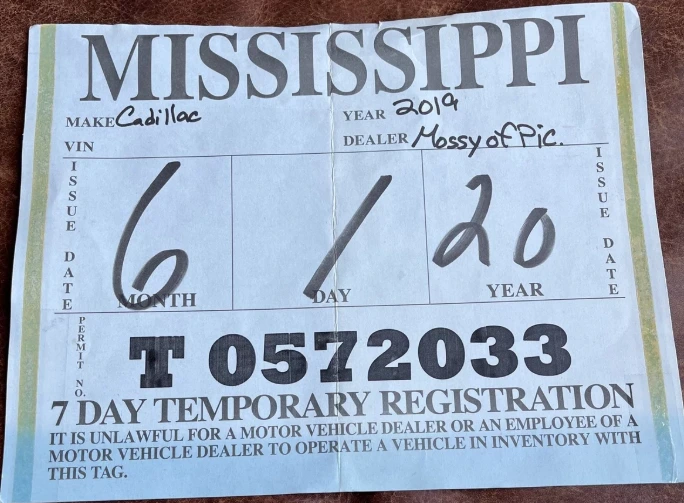 MISSISSIPPI
MAKE Cadillac YEAR 2019
VIN DEALER Mossy of Pic.
ISSUE DATE 6 / 20 ISSUE DATE
MONTH DAY YEAR
PERMIT NO. T 0572033
7 DAY TEMPORARY REGISTRATION
IT IS UNLAWFUL FOR A MOTOR VEHICLE DEALER OR AN EMPLOYEE OF A
MOTOR VEHICLE DEALER TO OPERATE A VEHICLE IN INVENTORY WITH
THIS TAG.